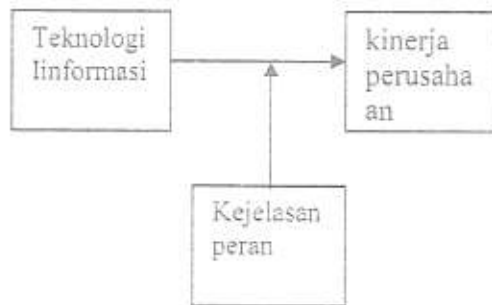 Teknologi
Iinformasi
kinerja
perusaha
an
Kejelasan
peran